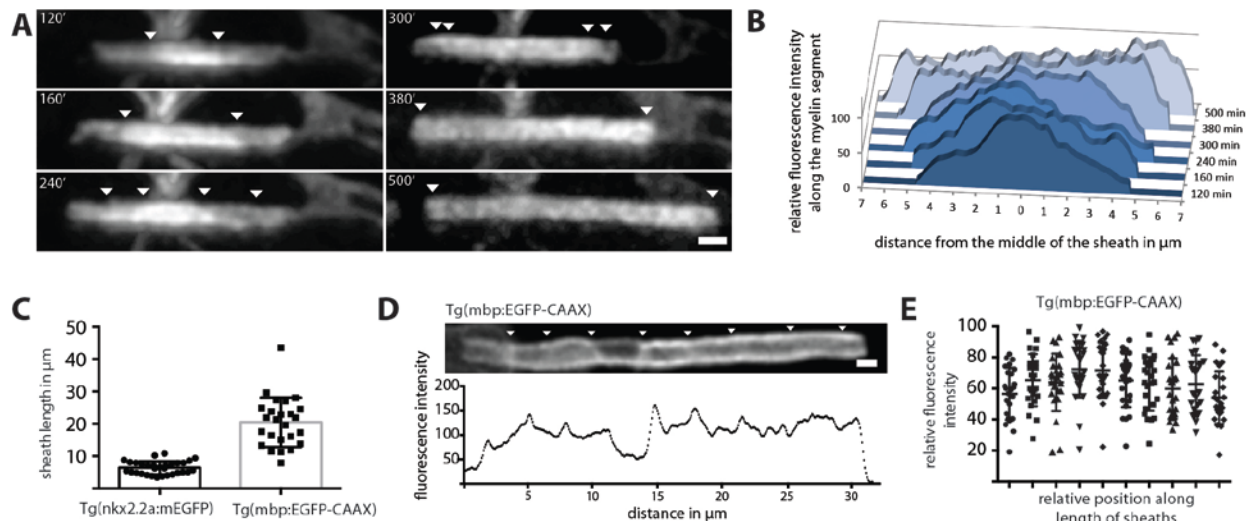 A
120'
160'
240'
300'
380'
500'
B
relative fluorescence intensity
along the myelin segment
100
50
0
500 min
380 min
300 min
240 min
160 min
120 min
7 6 5 4 3 2 1 0 1 2 3 4 5 6 7
distance from the middle of the sheath in µm
C
sheath length in µm
50
40
30
20
10
Tg(nkx2.2a:mEGFP)
Tg(mbp:EGFP-CAAX)
D
Tg(mbp:EGFP-CAAX)
fluorescence intensity
200
150
100
50
5 10 15 20 25 30
distance in µm
E
Tg(mbp:EGFP-CAAX)
relative fluorescence
intensity
100
80
60
40
20
relative position along
length of sheaths